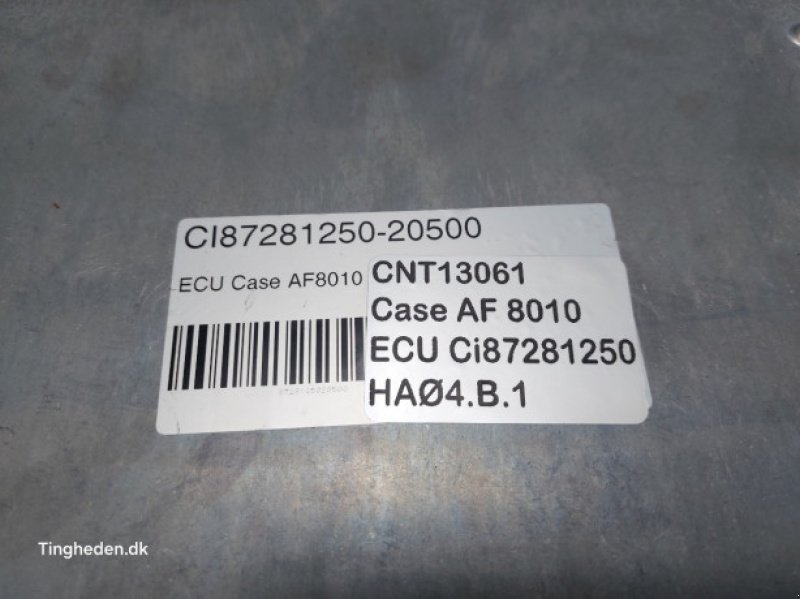 CI87281250-20500
ECU Case AF8010
CNT13061
Case AF 8010
ECU Ci87281250
HAØ4.B.1
Tingheden.dk